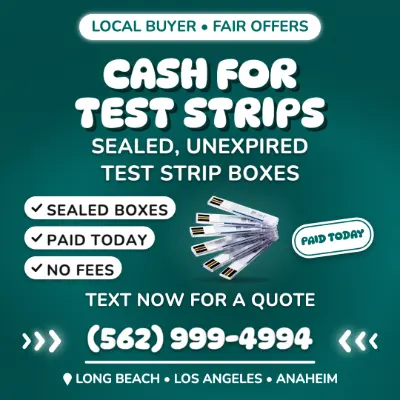 LOCAL BUYER • FAIR OFFERS
CASH FOR
TEST STRIPS
SEALED, UNEXPIRED
TEST STRIP BOXES
SEALED BOXES
PAID TODAY
NO FEES
PAID TODAY
TEXT NOW FOR A QUOTE
(562) 999-4994
LONG BEACH • LOS ANGELES • ANAHEIM